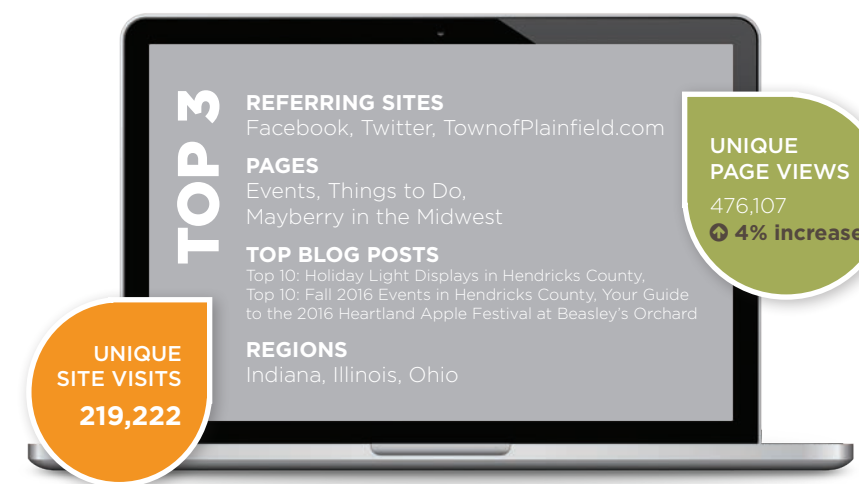 TOP 3
REFERRING SITES
Facebook, Twitter, TownofPlainfield.com
PAGES
Events, Things to Do,
Mayberry in the Midwest
TOP BLOG POSTS
Top 10: Holiday Light Displays in Hendricks County,
Top 10: Fall 2016 Events in Hendricks County, Your Guide
to the 2016 Heartland Apple Festival at Beasley's Orchard
REGIONS
Indiana, Illinois, Ohio
UNIQUE
PAGE VIEWS
476,107
4% increase
UNIQUE
SITE VISITS
219,222